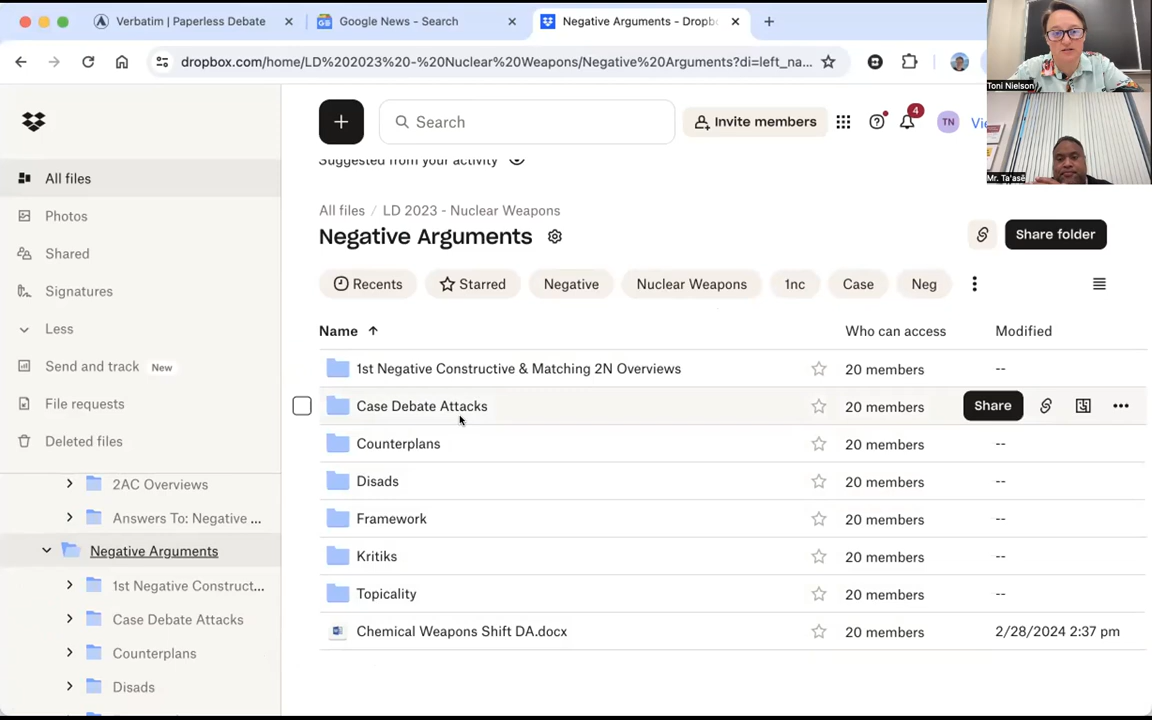 Verbatim | Paperless Debate
Google News - Search
Negative Arguments - Dropb
dropbox.com/home/LD%202023%20-%20Nuclear%20Weapons/Negative%20Arguments?di=left_na...
Toni Nielson
Mr. Ta'ase
Search
Invite members
4
TN
Vi
Suggested from your activity
All files
Photos
Shared
Signatures
Less
Send and track New
File requests
Deleted files
2AC Overviews
Answers To: Negative ...
Negative Arguments
1st Negative Construct...
Case Debate Attacks
Counterplans
Disads
All files / LD 2023 - Nuclear Weapons
Negative Arguments
Share folder
Recents
Starred
Negative
Nuclear Weapons
1nc
Case
Neg
Name
Who can access
Modified
1st Negative Constructive & Matching 2N Overviews 20 members --
Case Debate Attacks 20 members Share
Counterplans 20 members --
Disads 20 members --
Framework 20 members --
Kritiks 20 members --
Topicality 20 members --
Chemical Weapons Shift DA.docx 20 members 2/28/2024 2:37 pm